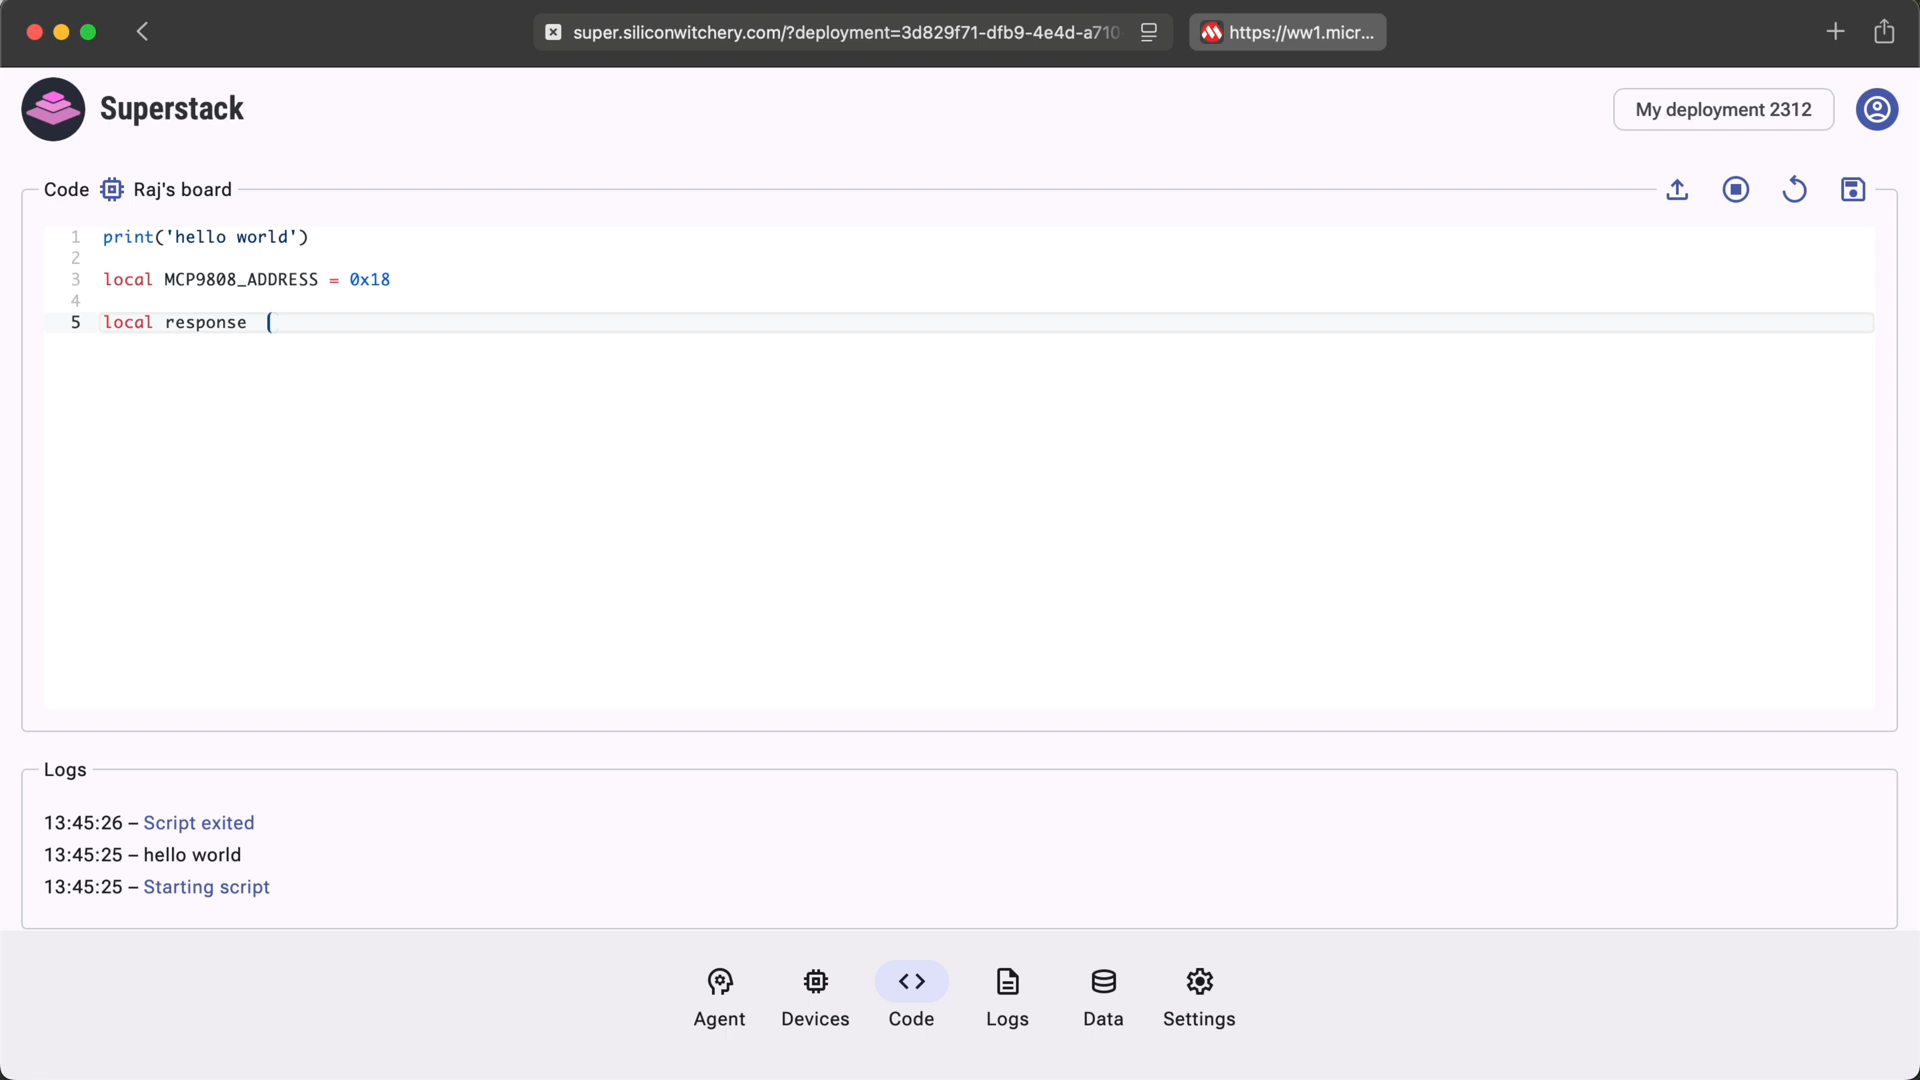 super.siliconwitchery.com/?deployment=3d829f71-dfb9-4e4d-a710
https://ww1.micr...
Superstack
My deployment 2312
Code Raj's board
1 print('hello world')
2
3 local MCP9808_ADDRESS = 0x18
4
5 local response
Logs
13:45:26 – Script exited
13:45:25 – hello world
13:45:25 – Starting script
Agent
Devices
Code
Logs
Data
Settings